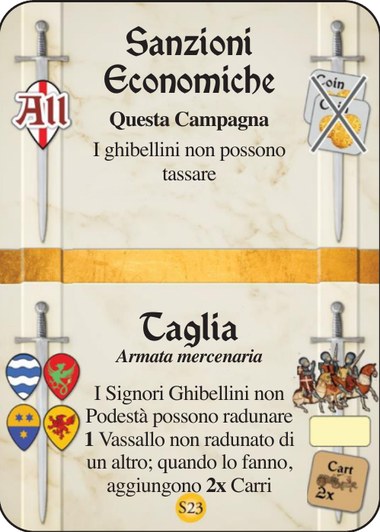 Sanzioni
Economiche
All
Coin
Questa Campagna
I ghibellini non possono
tassare
Taglia
Armata mercenaria
I Signori Ghibellini non
Podestà possono radunare
1 Vassallo non radunato di
un altro; quando lo fanno,
aggiungono 2x Carri
Cart
2x
S23